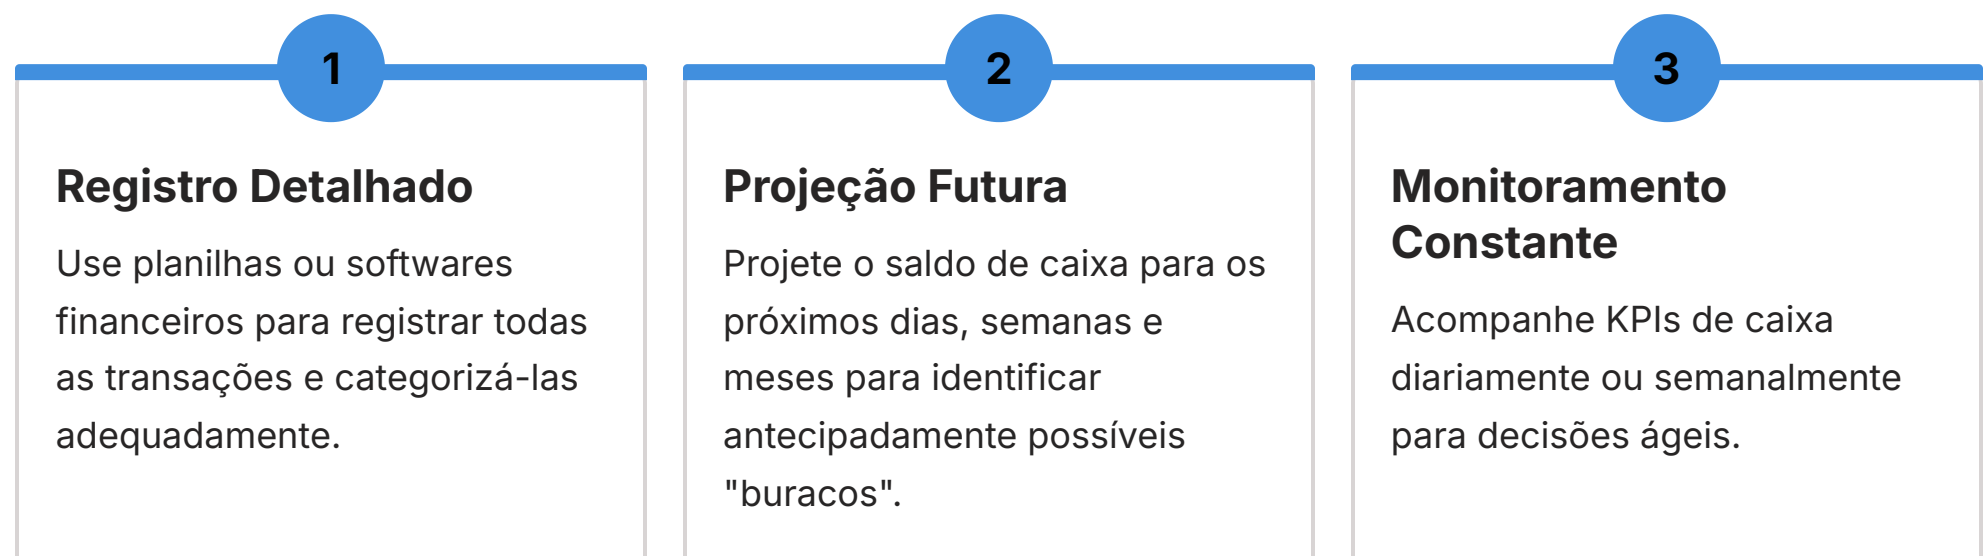 1
Registro Detalhado
Use planilhas ou softwares
financeiros para registrar todas
as transações e categorizá-las
adequadamente.
2
Projeção Futura
Projete o saldo de caixa para os
próximos dias, semanas e
meses para identificar
antecipadamente possíveis
"buracos".
3
Monitoramento
Constante
Acompanhe KPIs de caixa
diariamente ou semanalmente
para decisões ágeis.